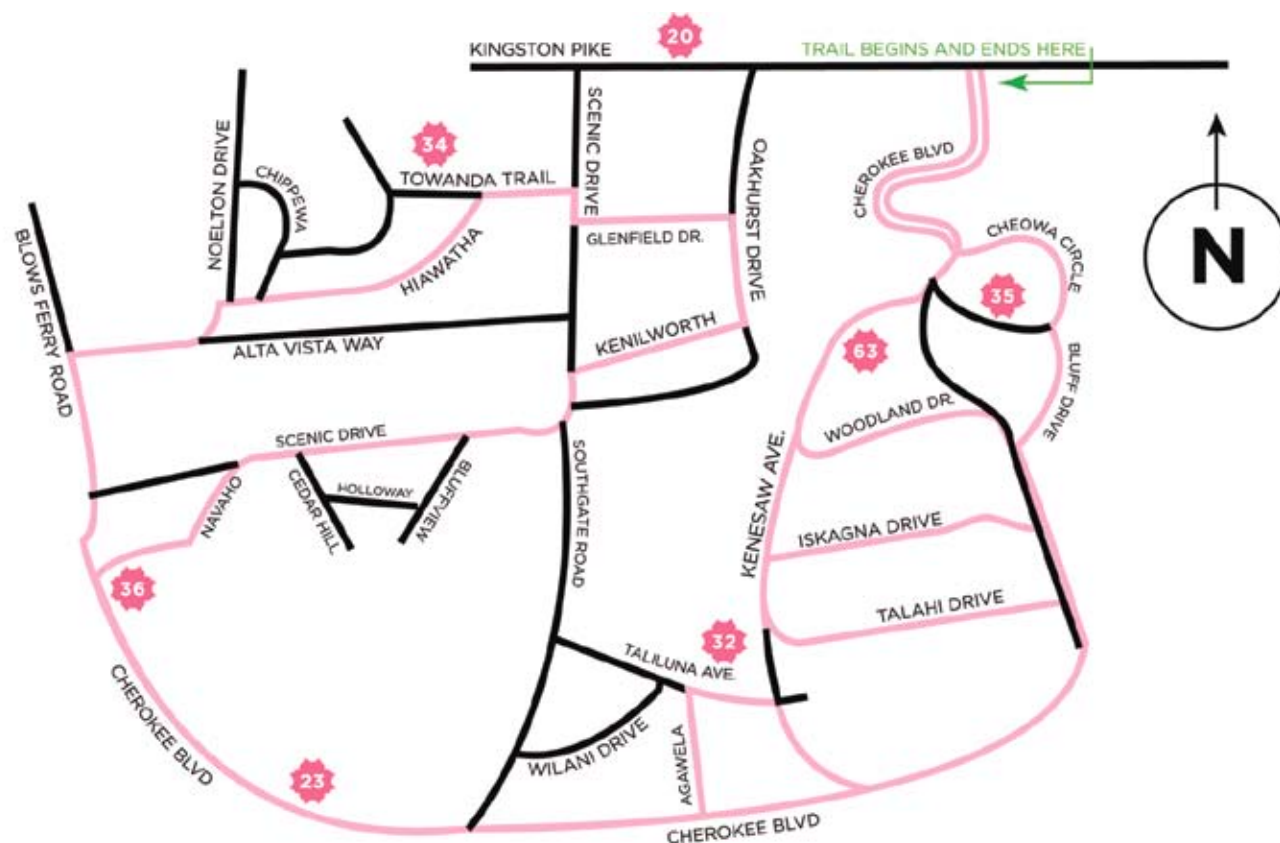 20
KINGSTON PIKE
TRAIL BEGINS AND ENDS HERE
SCENIC DRIVE
NOELTON DRIVE
34
CHIPPEWA
TOWANDA TRAIL
OAKHURST DRIVE
CHEROKEE BLVD
N
BLOWS FERRY ROAD
HIAWATHA
GLENFIELD DR.
CHEOWA CIRCLE
35
ALTA VISTA WAY
KENILWORTH
63
BLUFF DRIVE
WOODLAND DR.
SCENIC DRIVE
CEDAR HILL
HOLLOWAY
BLUFFVIEW
SOUTHGATE ROAD
KENESAW AVE.
NAVAHO
ISKAGNA DRIVE
36
TALAHI DRIVE
32
TALILUNA AVE.
CHEROKEE BLVD
WILANI DRIVE
AGAWELA
23
CHEROKEE BLVD